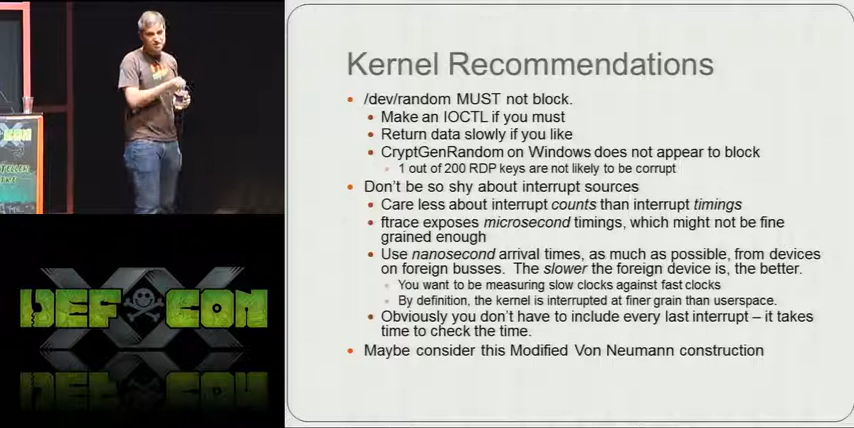 Kernel Recommendations
/dev/random MUST not block.
Make an IOCTL if you must
Return data slowly if you like
CryptGenRandom on Windows does not appear to block
1 out of 200 RDP keys are not likely to be corrupt
Don't be so shy about interrupt sources
Care less about interrupt counts than interrupt timings
ftrace exposes microsecond timings, which might not be fine
grained enough
Use nanosecond arrival times, as much as possible, from devices
on foreign busses. The slower the foreign device is, the better.
You want to be measuring slow clocks against fast clocks
By definition, the kernel is interrupted at finer grain than userspace.
Obviously you don't have to include every last interrupt – it takes
time to check the time.
Maybe consider this Modified Von Neumann construction
XX
DEF CON